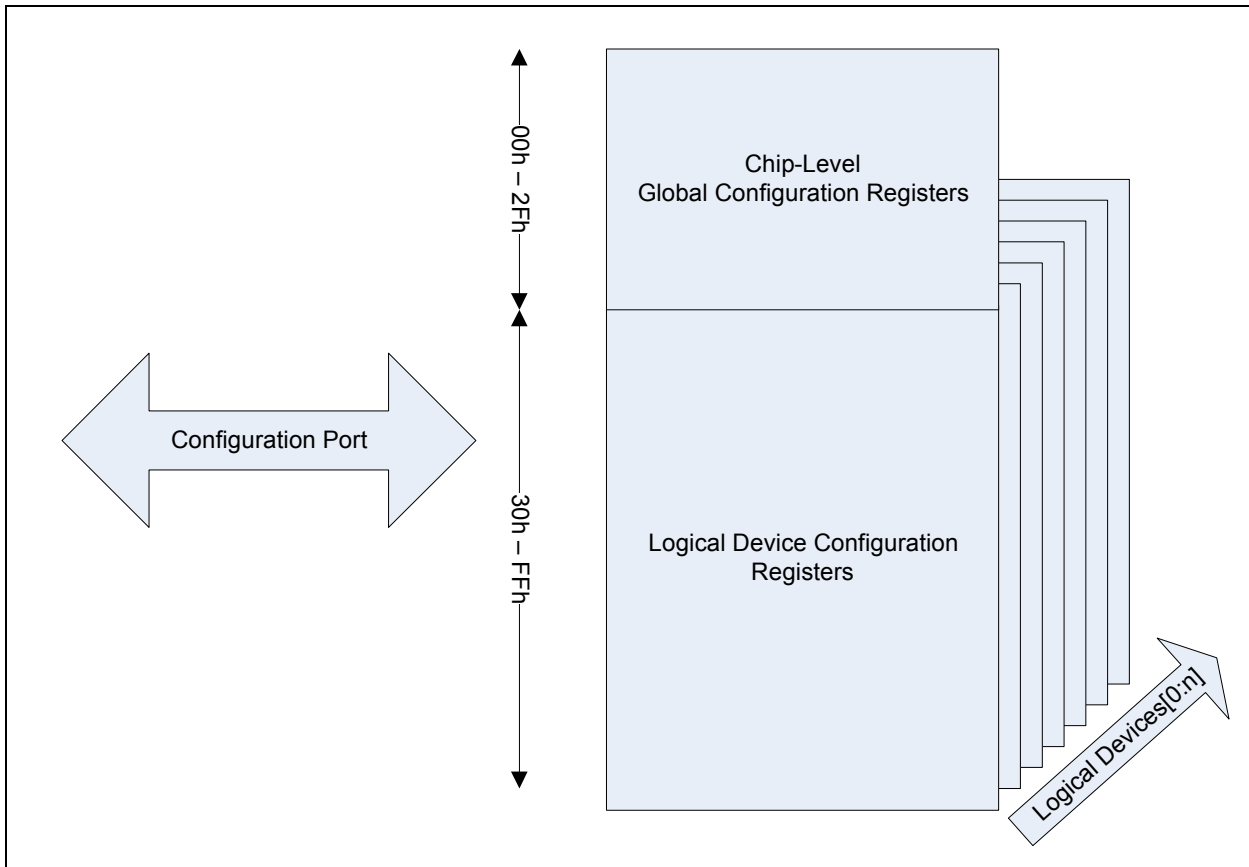 00h – 2Fh
Chip-Level
Global Configuration Registers
Configuration Port
30h – FFh
Logical Device Configuration
Registers
Logical Devices[0:n]